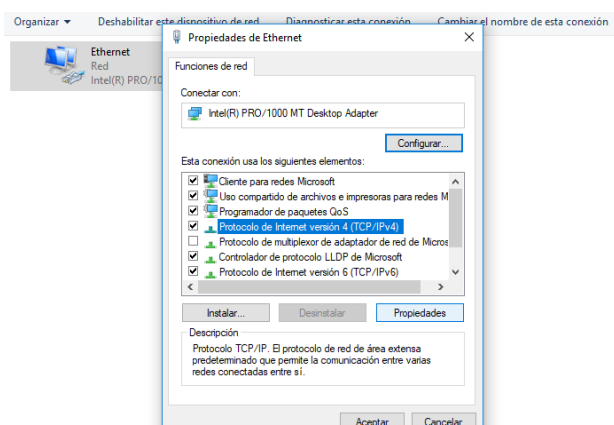 Organizar Deshabilitar este dispositivo de red Diagnosticar esta conexión Cambiar el nombre de esta conexión
Ethernet
Red
Intel(R) PRO/10
Propiedades de Ethernet
Funciones de red
Conectar con:
Intel(R) PRO/1000 MT Desktop Adapter
Configurar...
Esta conexión usa los siguientes elementos:
Cliente para redes Microsoft
Uso compartido de archivos e impresoras para redes M
Programador de paquetes QoS
Protocolo de Internet versión 4 (TCP/IPv4)
Protocolo de multiplexor de adaptador de red de Micros
Controlador de protocolo LLDP de Microsoft
Protocolo de Internet versión 6 (TCP/IPv6)
Instalar... Desinstalar Propiedades
Descripción
Protocolo TCP/IP. El protocolo de red de área extensa
predeterminado que permite la comunicación entre varias
redes conectadas entre sí.
Aceptar Cancelar